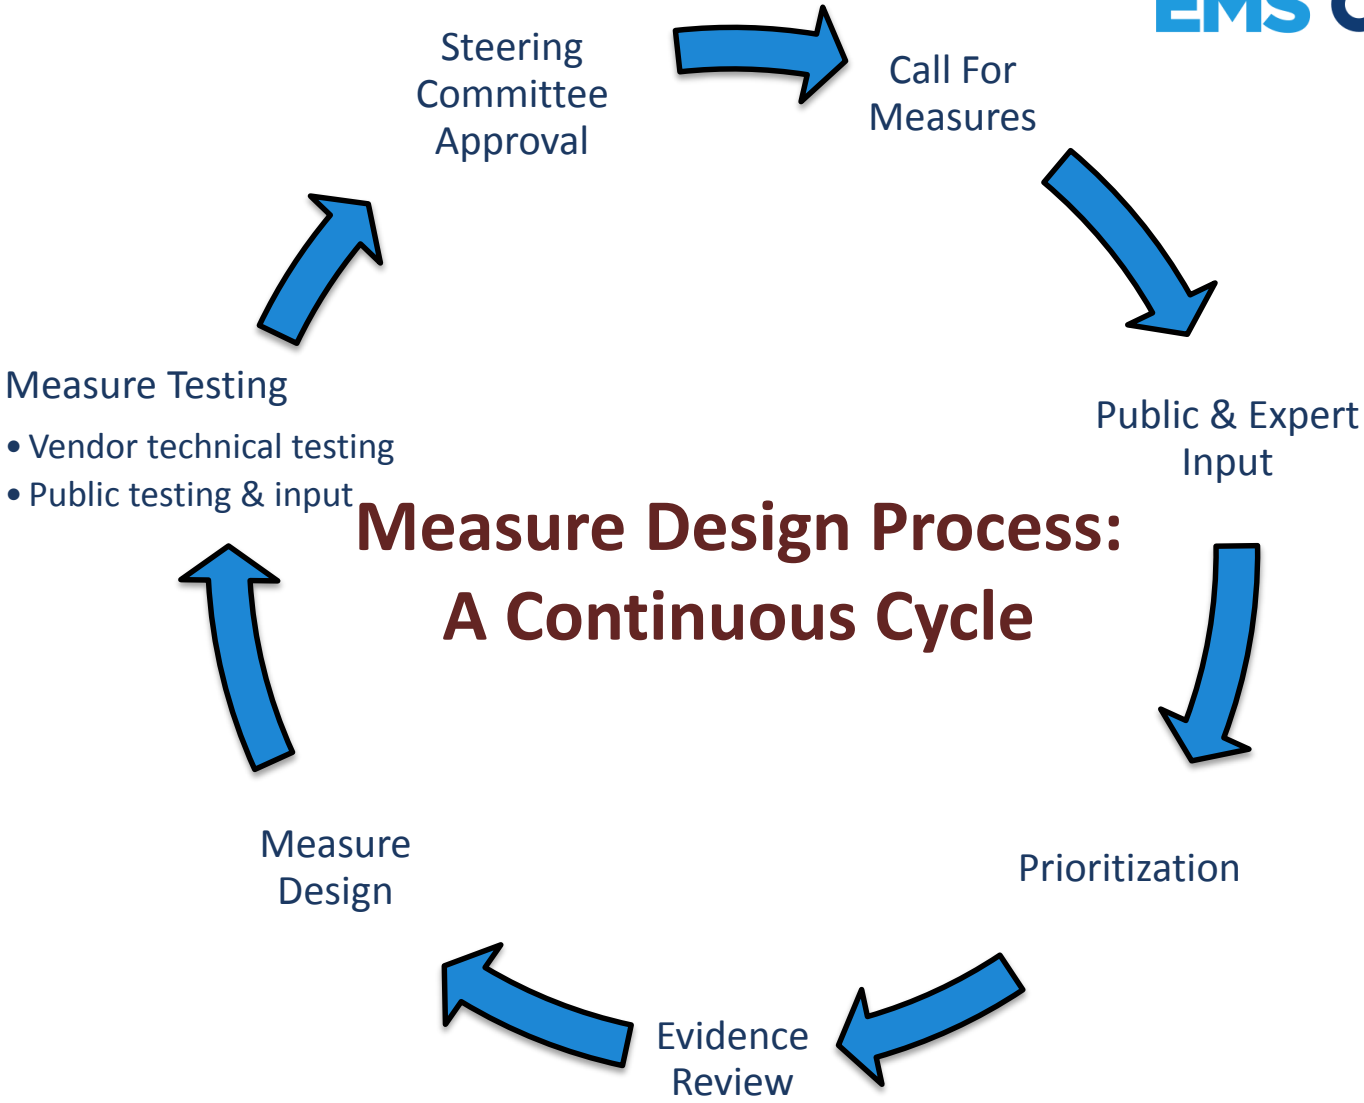 EMS
Steering
Committee
Approval
Call For
Measures
Public & Expert
Input
Prioritization
Evidence
Review
Measure
Design
Measure Testing
• Vendor technical testing
• Public testing & input
Measure Design Process:
A Continuous Cycle